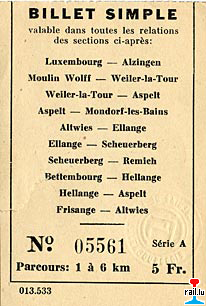 BILLET SIMPLE
valable dans toutes les relations
des sections ci-après:
Luxembourg — Alzingen
Moulin Wolff — Weiler-la-Tour
Weiler-la-Tour — Aspelt
Aspelt — Mondorf-les-Bains
Altwies — Ellange
Ellange — Scheuerberg
Scheuerberg — Remich
Bettembourg — Hellange
Hellange — Aspelt
Frisange — Altwies
No. 05561 Série A
Parcours: 1 à 6 km 5 Fr.
013.533
rail.lu